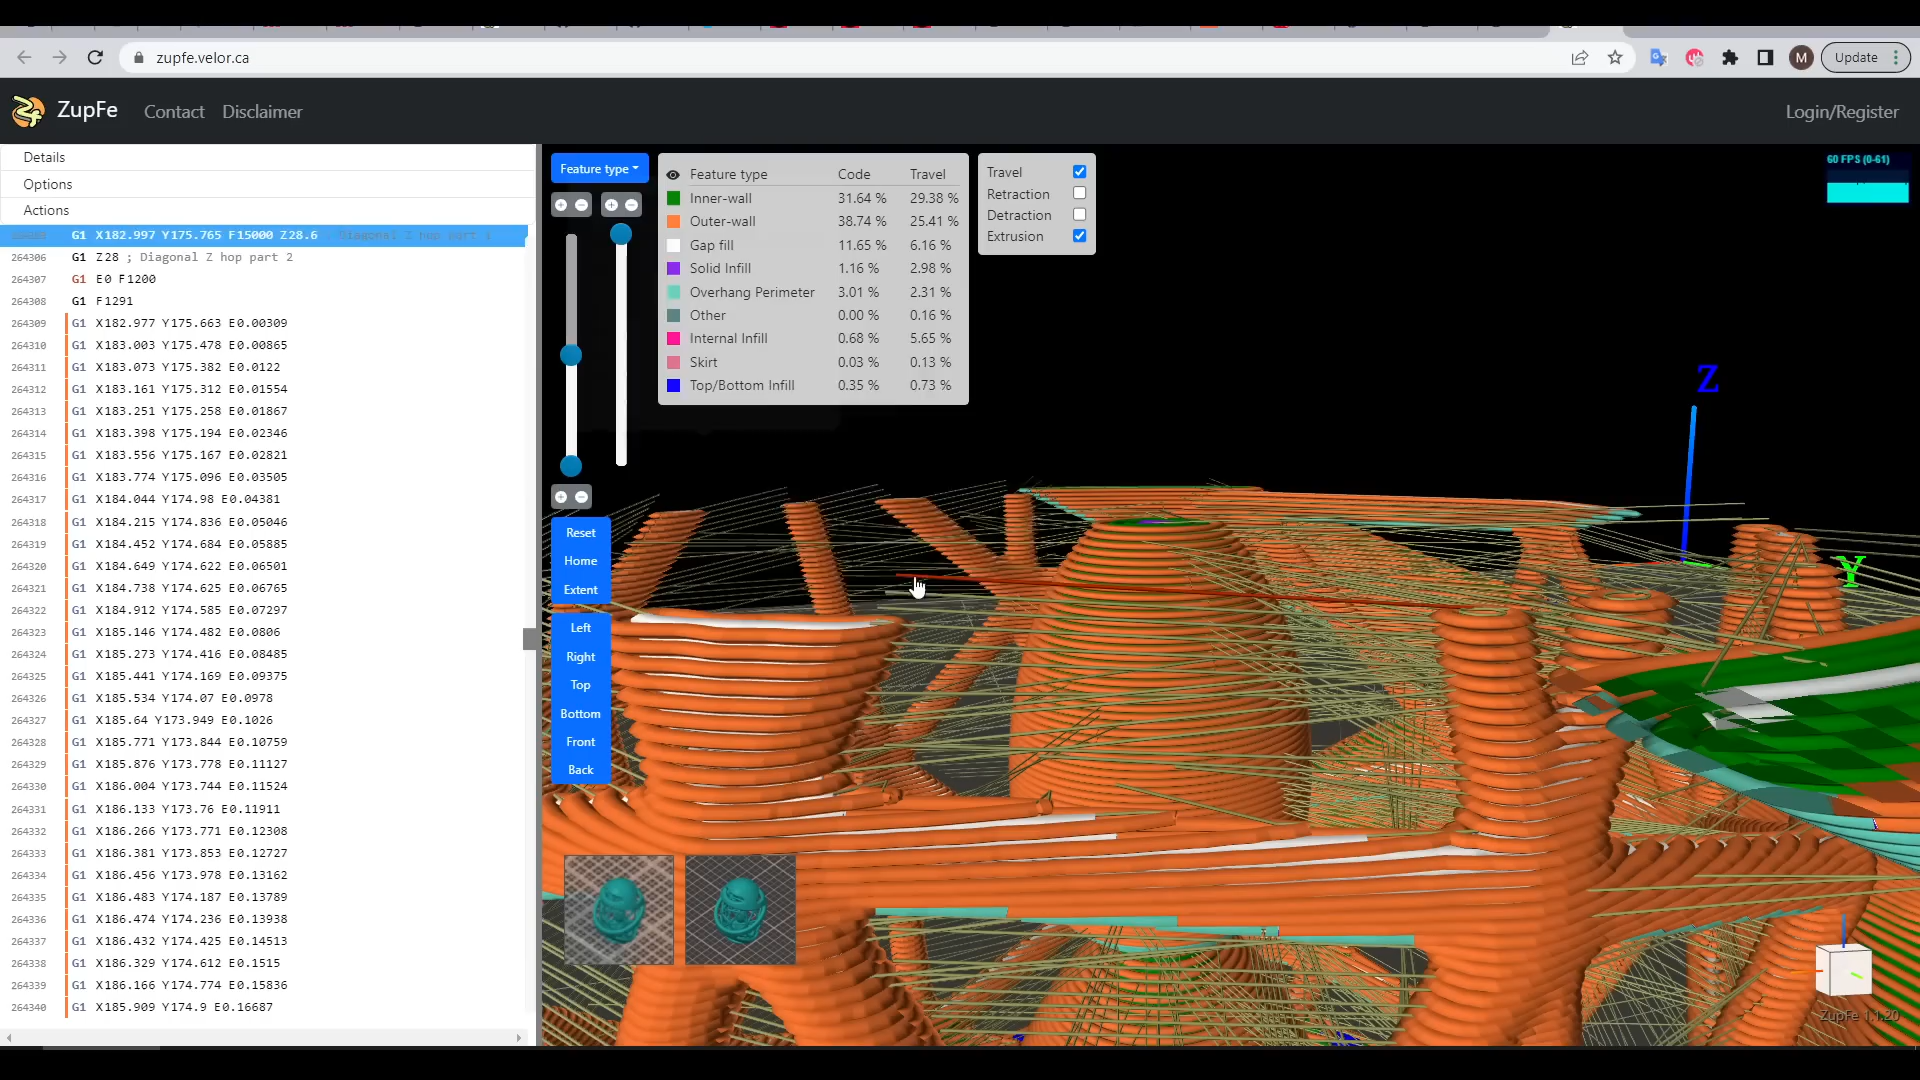 zupfe.velor.ca
M
Update
ZupFe
Contact
Disclaimer
Login/Register
Details
Options
Actions
G1 X182.997 Y175.765 F15000 Z28.6 ; Diagonal Z hop part 1
264306 G1 Z28 ; Diagonal Z hop part 2
264307 G1 E0 F1200
264308 G1 F1291
264309 G1 X182.977 Y175.663 E0.00309
264310 G1 X183.003 Y175.478 E0.00865
264311 G1 X183.073 Y175.382 E0.0122
264312 G1 X183.161 Y175.312 E0.01554
264313 G1 X183.251 Y175.258 E0.01867
264314 G1 X183.398 Y175.194 E0.02346
264315 G1 X183.556 Y175.167 E0.02821
264316 G1 X183.774 Y175.096 E0.03505
264317 G1 X184.044 Y174.98 E0.04381
264318 G1 X184.215 Y174.836 E0.05046
264319 G1 X184.452 Y174.684 E0.05885
264320 G1 X184.649 Y174.622 E0.06501
264321 G1 X184.738 Y174.625 E0.06765
264322 G1 X184.912 Y174.585 E0.07297
264323 G1 X185.146 Y174.482 E0.0806
264324 G1 X185.273 Y174.416 E0.08485
264325 G1 X185.441 Y174.169 E0.09375
264326 G1 X185.534 Y174.07 E0.0978
264327 G1 X185.64 Y173.949 E0.1026
264328 G1 X185.771 Y173.844 E0.10759
264329 G1 X185.876 Y173.778 E0.11127
264330 G1 X186.004 Y173.744 E0.11524
264331 G1 X186.133 Y173.76 E0.11911
264332 G1 X186.266 Y173.771 E0.12308
264333 G1 X186.381 Y173.853 E0.12727
264334 G1 X186.456 Y173.978 E0.13162
264335 G1 X186.483 Y174.187 E0.13789
264336 G1 X186.474 Y174.236 E0.13938
264337 G1 X186.432 Y174.425 E0.14513
264338 G1 X186.329 Y174.612 E0.1515
264339 G1 X186.166 Y174.774 E0.15836
264340 G1 X185.909 Y174.9 E0.16687
Feature type
Feature type Code Travel
Inner-wall 31.64 % 29.38 %
Outer-wall 38.74 % 25.41 %
Gap fill 11.65 % 6.16 %
Solid Infill 1.16 % 2.98 %
Overhang Perimeter 3.01 % 2.31 %
Other 0.00 % 0.16 %
Internal Infill 0.68 % 5.65 %
Skirt 0.03 % 0.13 %
Top/Bottom Infill 0.35 % 0.73 %
Travel
Retraction
Detraction
Extrusion
60 FPS (0-61)
Reset
Home
Extent
Left
Right
Top
Bottom
Front
Back
Z
Y
ZupFe 1.1.20